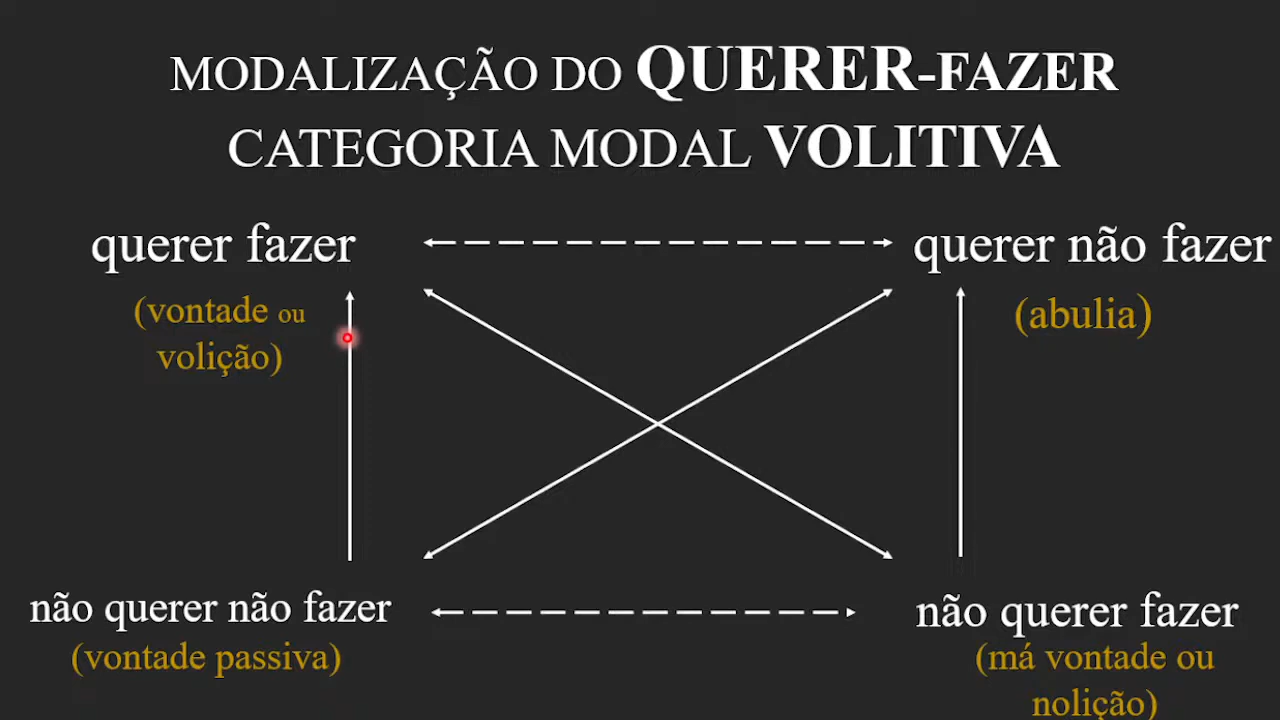 MODALIZAÇÃO DO QUERER-FAZER
CATEGORIA MODAL VOLITIVA
querer fazer
querer não fazer
(vontade ou
volição)
(abulia)
não querer não fazer
não querer fazer
(vontade passiva)
(má vontade ou
nolição)